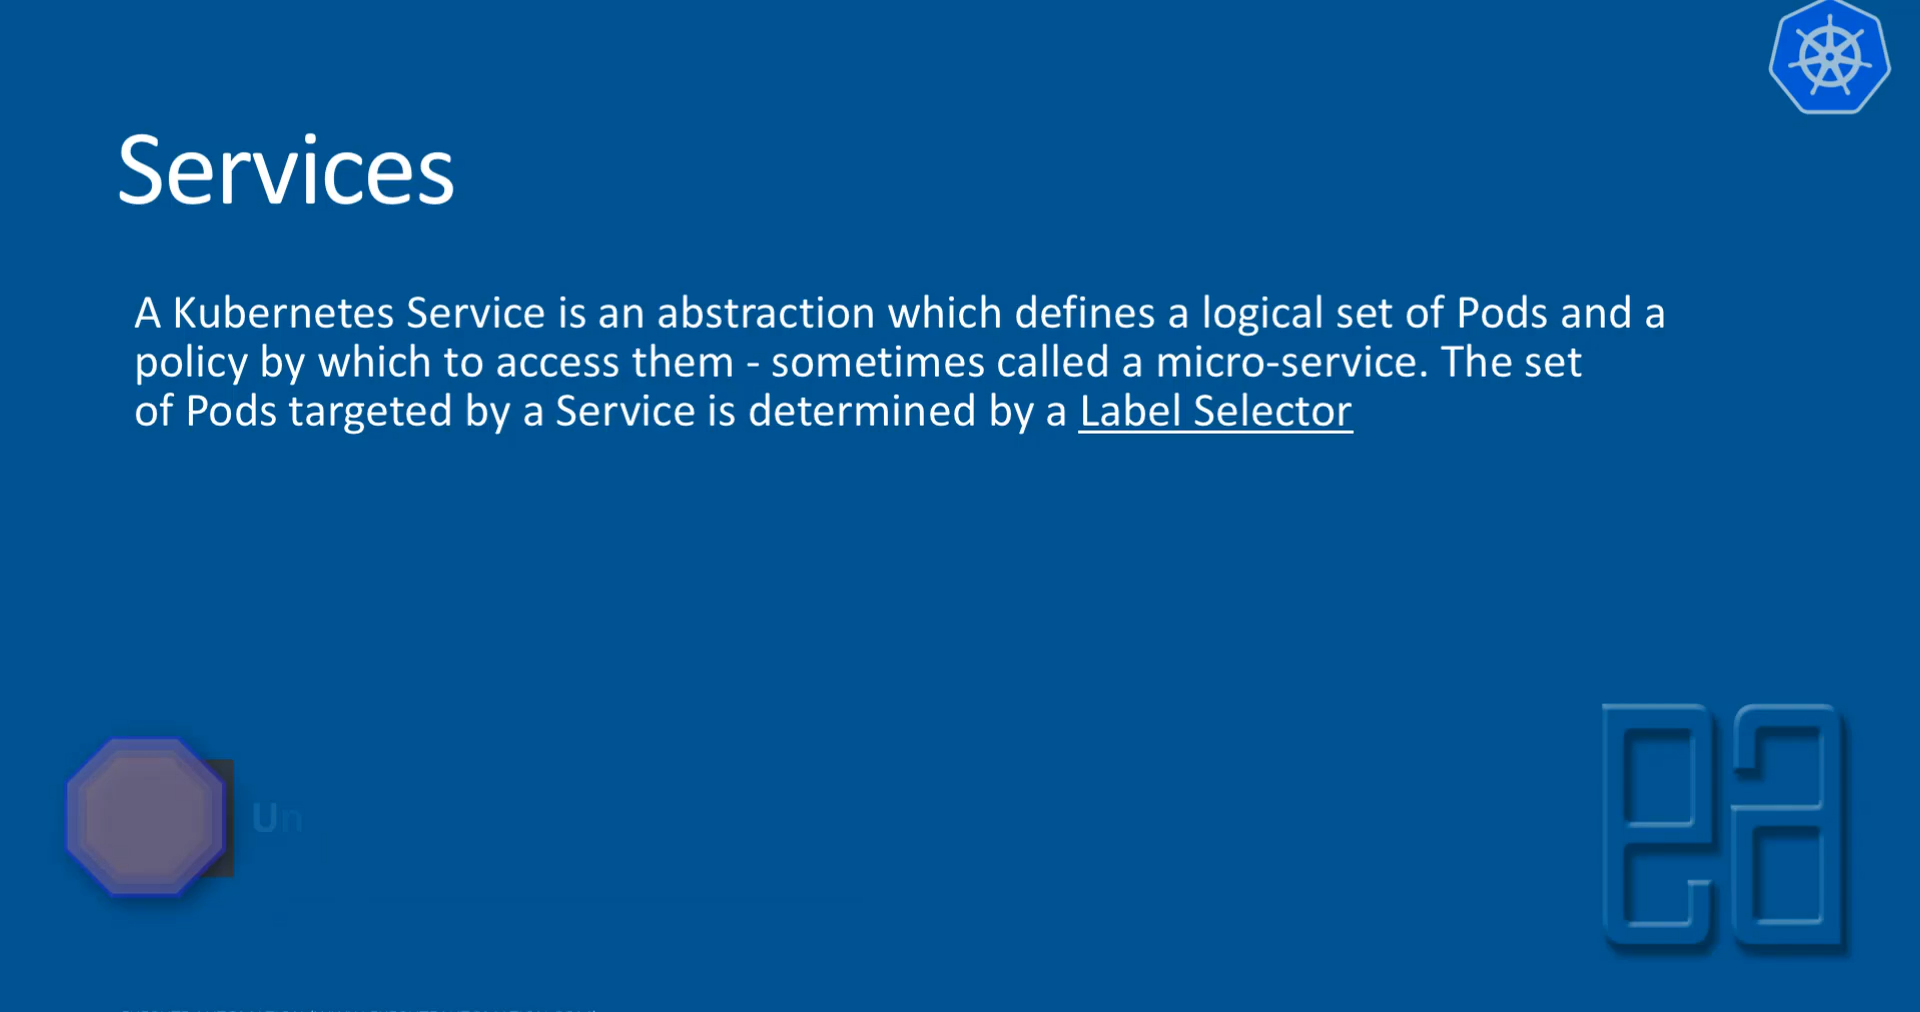 Services
A Kubernetes Service is an abstraction which defines a logical set of Pods and a
policy by which to access them - sometimes called a micro-service. The set
of Pods targeted by a Service is determined by a Label Selector
Un